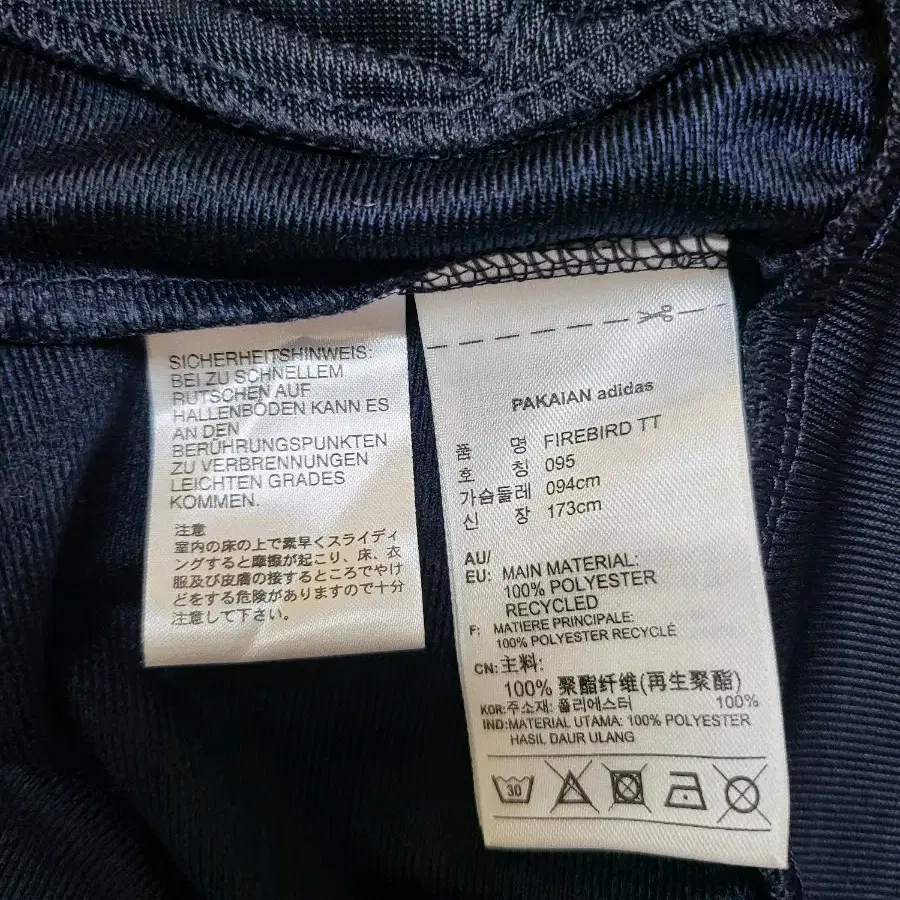 SICHERHEITSHINWEIS:
BEI ZU SCHNELLEM
RUTSCHEN AUF
HALLENBÖDEN KANN ES
AN DEN
BERÜHRUNGSPUNKTEN
ZU VERBRENNUNGEN
LEICHTEN GRADES
KOMMEN.
注意
室内の床の上で素早くスライディ
ングすると摩擦が起こり、床、衣
服及び皮膚の接するところでやけ
どをする危険がありますので十分
注意して下さい。
PAKAIAN adidas
품 명 FIREBIRD TT
호 칭 095
가슴둘레 094cm
신 장 173cm
AU/
EU: MAIN MATERIAL:
100% POLYESTER
RECYCLED
F: MATIERE PRINCIPALE:
100% POLYESTER RECYCLÉ
CN: 主料:
100% 聚酯纤维(再生聚酯)
KOR:주소재: 폴리에스터 100%
IND:MATERIAL UTAMA: 100% POLYESTER
HASIL DAUR ULANG
30